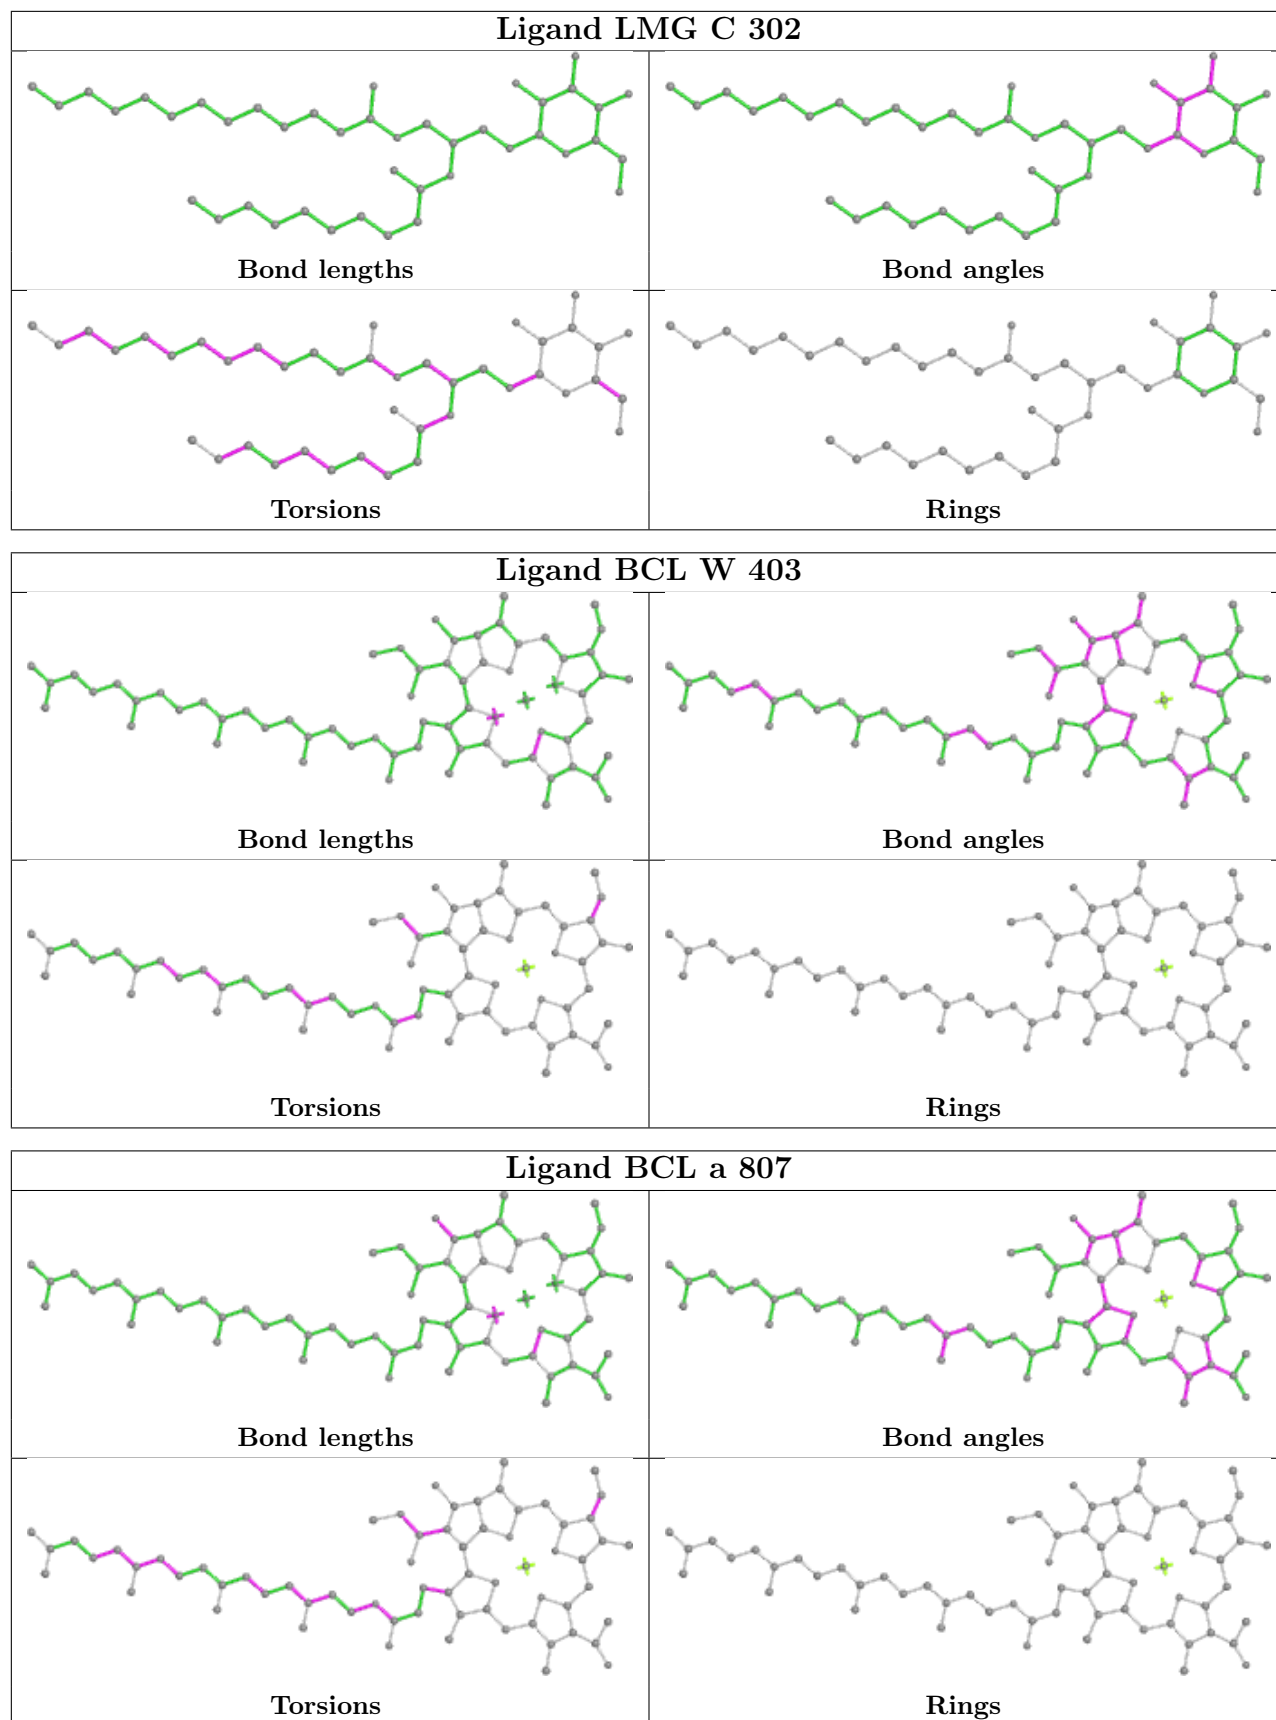 Ligand LMG C 302
Bond lengths
Bond angles
Torsions
Rings
Ligand BCL W 403
Bond lengths
Bond angles
Torsions
Rings
Ligand BCL a 807
Bond lengths
Bond angles
Torsions
Rings